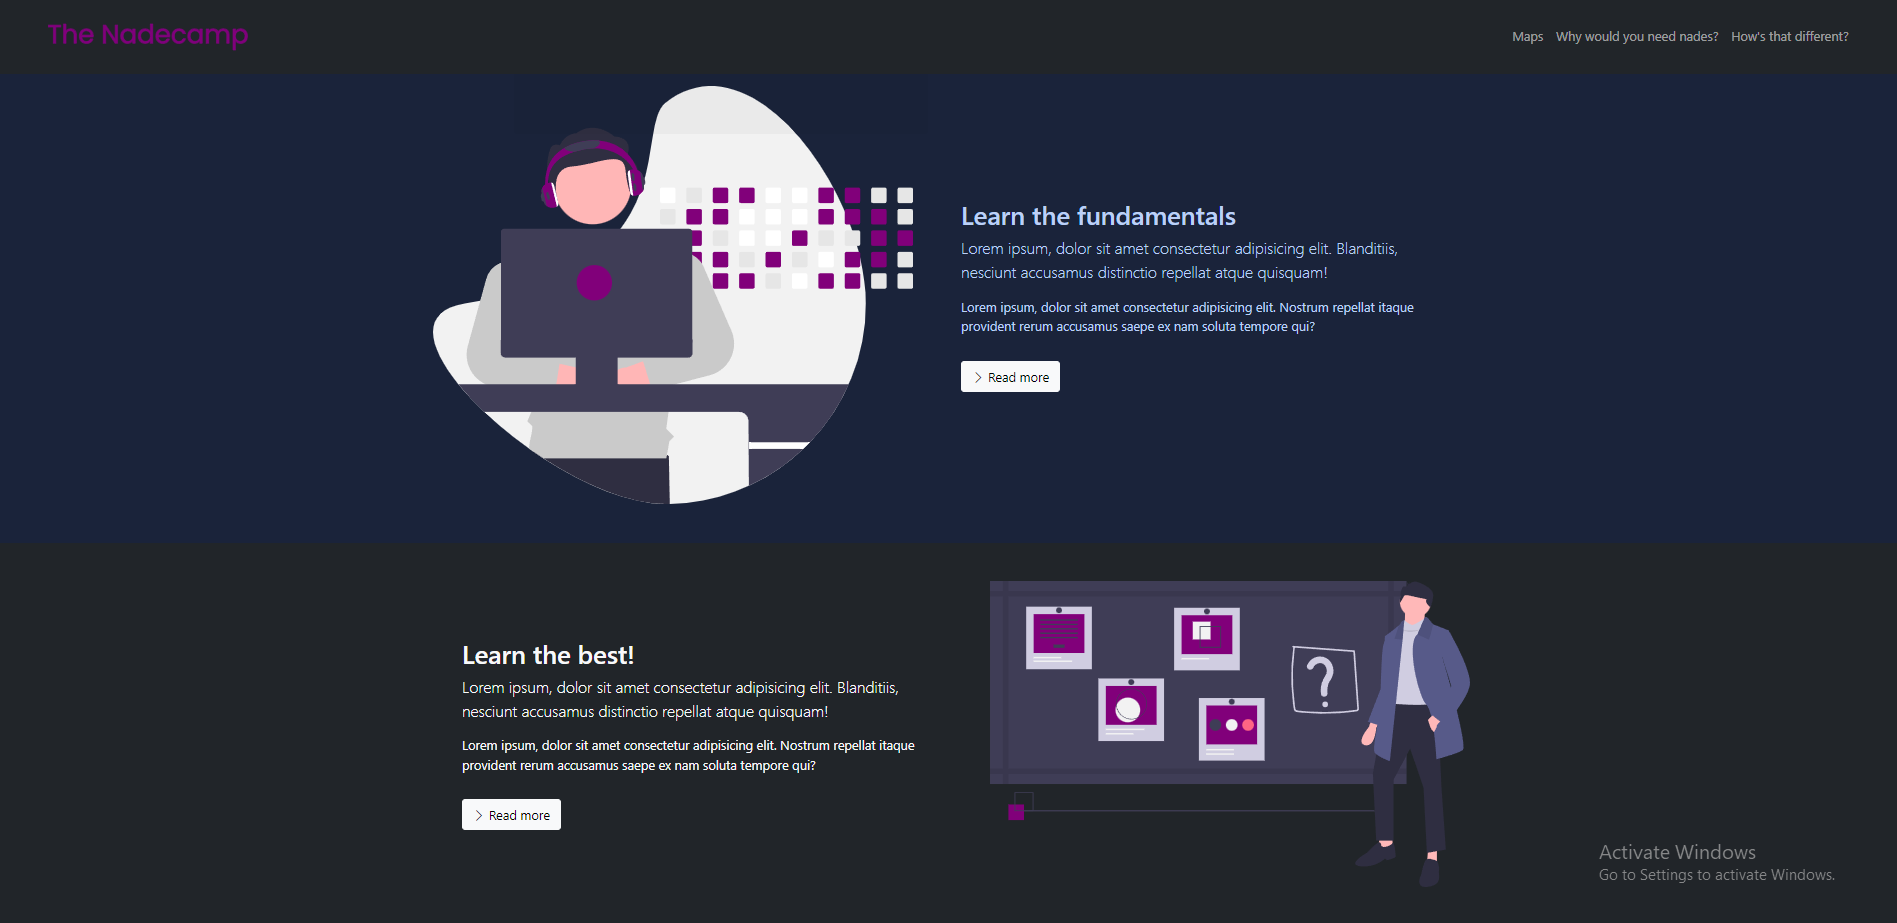 The Nadecamp
Maps Why would you need nades? How's that different?
Learn the fundamentals
Lorem ipsum, dolor sit amet consectetur adipisicing elit. Blanditiis,
nesciunt accusamus distinctio repellat atque quisquam!
Lorem ipsum, dolor sit amet consectetur adipisicing elit. Nostrum repellat itaque
provident rerum accusamus saepe ex nam soluta tempore qui?
Read more
Learn the best!
Lorem ipsum, dolor sit amet consectetur adipisicing elit. Blanditiis,
nesciunt accusamus distinctio repellat atque quisquam!
Lorem ipsum, dolor sit amet consectetur adipisicing elit. Nostrum repellat itaque
provident rerum accusamus saepe ex nam soluta tempore qui?
Read more
?
Activate Windows
Go to Settings to activate Windows.